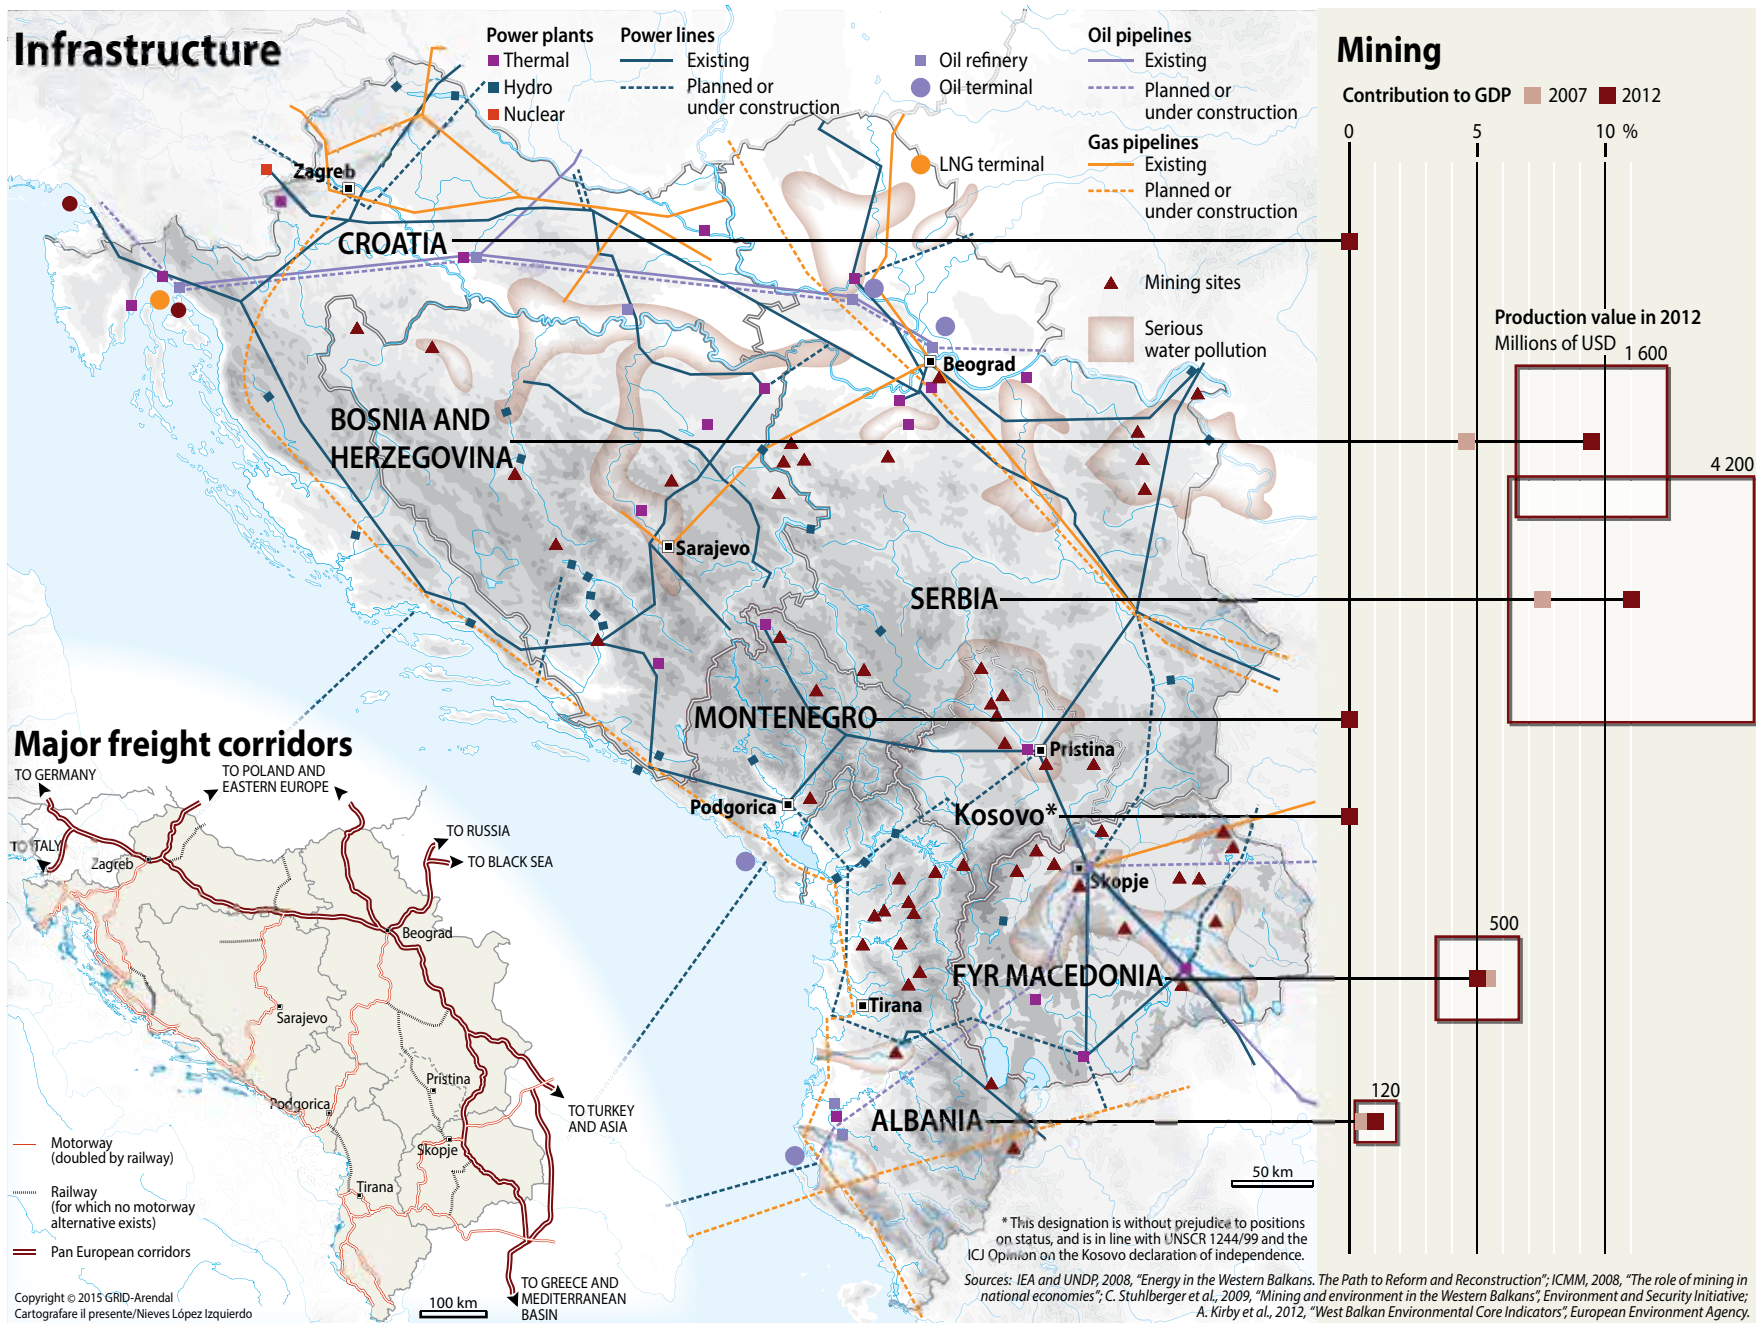 Infrastructure
Power plants
Thermal
Hydro
Nuclear
Power lines
Existing
Planned or
under construction
Oil refinery
Oil terminal
LNG terminal
Oil pipelines
Existing
Planned or
under construction
Gas pipelines
Existing
Planned or
under construction
Mining sites
Serious
water pollution
Mining
Contribution to GDP
2007
2012
0
5
10 %
Production value in 2012
Millions of USD
1 600
4 200
500
120
Zagreb
CROATIA
Beograd
BOSNIA AND
HERZEGOVINA
Sarajevo
SERBIA
MONTENEGRO
Pristina
Podgorica
Kosovo*
Skopje
FYR MACEDONIA
Tirana
ALBANIA
50 km
Major freight corridors
TO GERMANY
TO POLAND AND
EASTERN EUROPE
TO RUSSIA
TO ITALY
Zagreb
TO BLACK SEA
Beograd
Sarajevo
Pristina
Podgorica
TO TURKEY
AND ASIA
Skopje
Tirana
Motorway
(doubled by railway)
Railway
(for which no motorway
alternative exists)
Pan European corridors
TO GREECE AND
MEDITERRANEAN
BASIN
100 km
Copyright © 2015 GRID-Arendal
Cartografare il presente/Nieves López Izquierdo
* This designation is without prejudice to positions
on status, and is in line with UNSCR 1244/99 and the
ICJ Opinion on the Kosovo declaration of independence.
Sources: IEA and UNDP, 2008, “Energy in the Western Balkans. The Path to Reform and Reconstruction”; ICMM, 2008, “The role of mining in
national economies”; C. Stuhlberger et al., 2009, “Mining and environment in the Western Balkans”, Environment and Security Initiative;
A. Kirby et al., 2012, “West Balkan Environmental Core Indicators”, European Environment Agency.